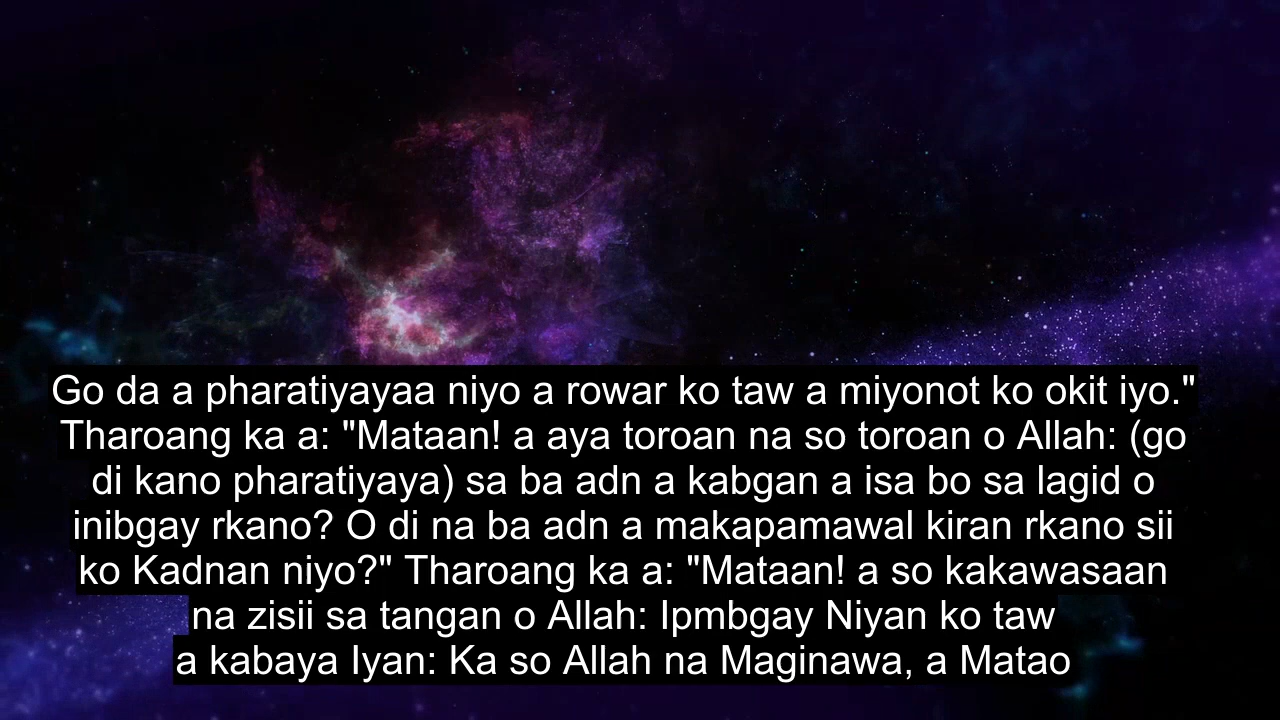 Go da a pharatiyayaa niyo a rowar ko taw a miyonot ko okit iyo."
Tharoang ka a: "Mataan! a aya toroan na so toroan o Allah: (go
di kano pharatiyaya) sa ba adn a kabgan a isa bo sa lagid o
inibgay rkano? O di na ba adn a makapamawal kiran rkano sii
ko Kadnan niyo?" Tharoang ka a: "Mataan! a so kakawasaan
na zisii sa tangan o Allah: Ipmbgay Niyan ko taw
a kabaya Iyan: Ka so Allah na Maginawa, a Matao